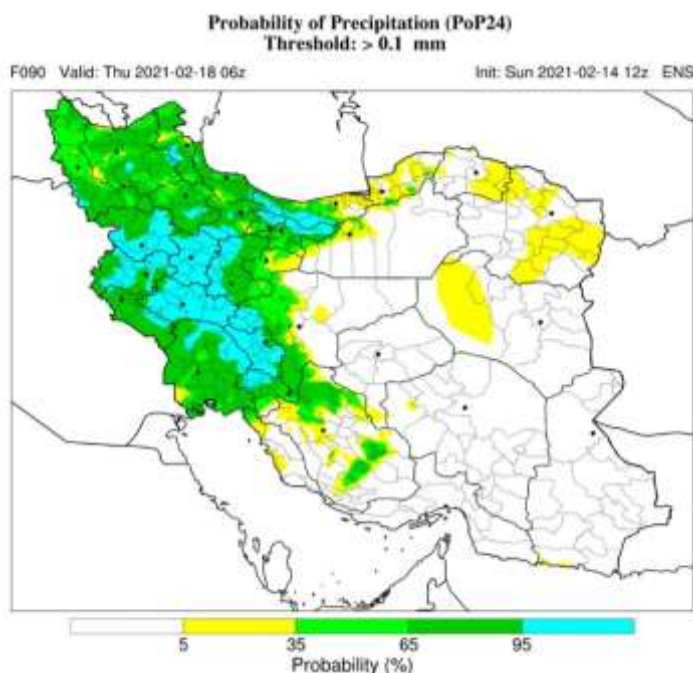 Probability of Precipitation (PoP24)
Threshold: > 0.1 mm
F090 Valid: Thu 2021-02-18 06z Init: Sun 2021-02-14 12z ENS
5 35 65 95
Probability (%)